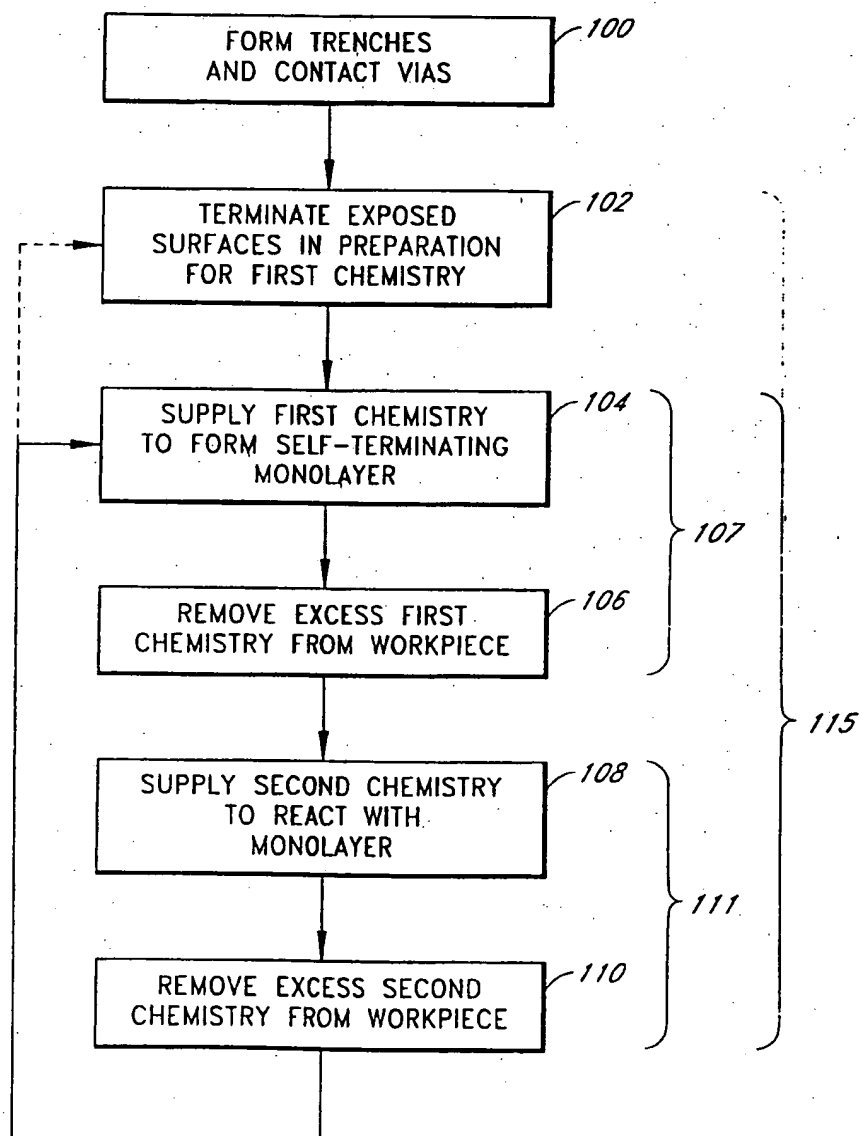 FORM TRENCHES
AND CONTACT VIAS
100
TERMINATE EXPOSED
SURFACES IN PREPARATION
FOR FIRST CHEMISTRY
102
SUPPLY FIRST CHEMISTRY
TO FORM SELF-TERMINATING
MONOLAYER
104
REMOVE EXCESS FIRST
CHEMISTRY FROM WORKPIECE
106
107
SUPPLY SECOND CHEMISTRY
TO REACT WITH
MONOLAYER
108
REMOVE EXCESS SECOND
CHEMISTRY FROM WORKPIECE
110
111
115